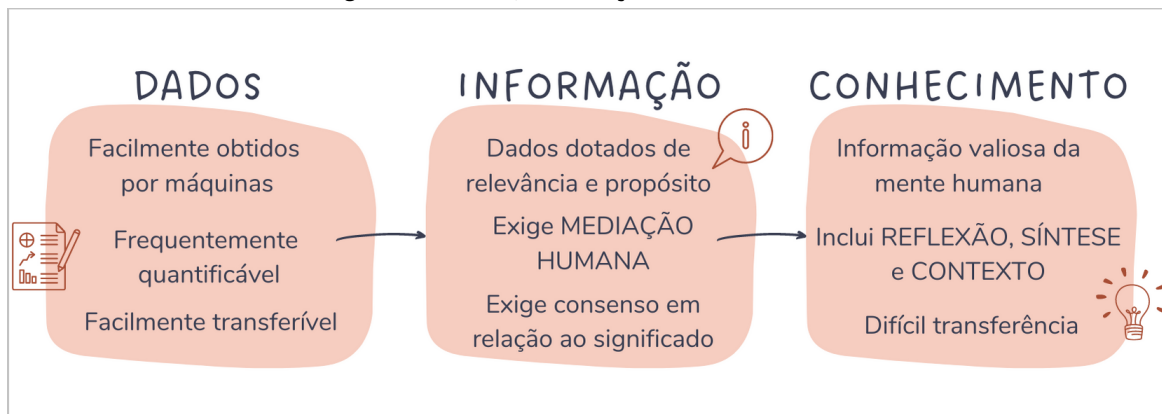 DADOS
Facilmente obtidos
por máquinas
Frequentemente
quantificável
Facilmente transferível
INFORMAÇÃO
i
Dados dotados de
relevância e propósito
Exige MEDIAÇÃO
HUMANA
Exige consenso em
relação ao significado
CONHECIMENTO
Informação valiosa da
mente humana
Inclui REFLEXÃO, SÍNTESE
e CONTEXTO
Difícil transferência